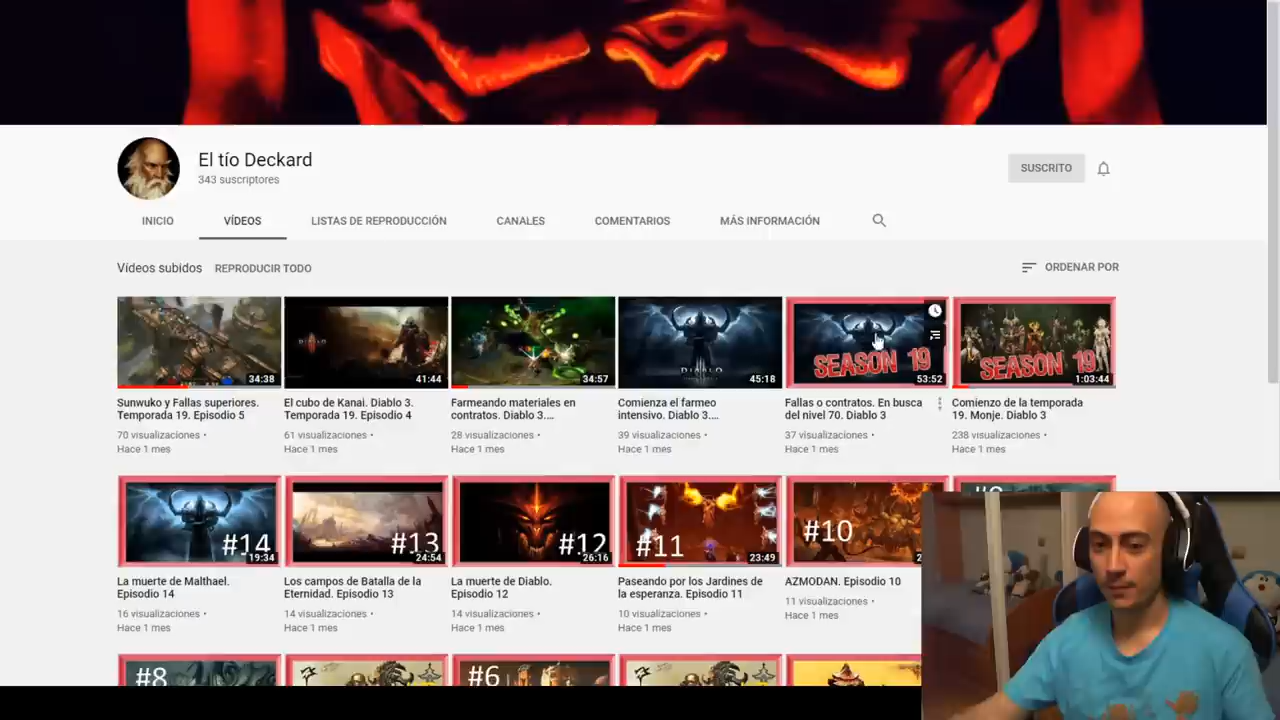 El tío Deckard
343 suscriptores
SUSCRITO
INICIO
VÍDEOS
LISTAS DE REPRODUCCIÓN
CANALES
COMENTARIOS
MÁS INFORMACIÓN
Vídeos subidos
REPRODUCIR TODO
ORDENAR POR
34:38
DIABLO
41:44
34:57
DIABLO
45:18
SEASON 19
53:52
SEASON 19
1:03:44
Sunwuko y Fallas superiores.
Temporada 19. Episodio 5
70 visualizaciones •
Hace 1 mes
El cubo de Kanai. Diablo 3.
Temporada 19. Episodio 4
61 visualizaciones •
Hace 1 mes
Farmeando materiales en
contratos. Diablo 3....
28 visualizaciones •
Hace 1 mes
Comienza el farmeo
intensivo. Diablo 3....
39 visualizaciones •
Hace 1 mes
Fallas o contratos. En busca
del nivel 70. Diablo 3
37 visualizaciones •
Hace 1 mes
Comienzo de la temporada
19. Monje. Diablo 3
238 visualizaciones •
Hace 1 mes
#14
19:34
#13
24:54
#12
26:16
#11
23:49
#10
La muerte de Malthael.
Episodio 14
16 visualizaciones •
Hace 1 mes
Los campos de Batalla de la
Eternidad. Episodio 13
14 visualizaciones •
Hace 1 mes
La muerte de Diablo.
Episodio 12
14 visualizaciones •
Hace 1 mes
Paseando por los Jardines de
la esperanza. Episodio 11
10 visualizaciones •
Hace 1 mes
AZMODAN. Episodio 10
11 visualizaciones •
Hace 1 mes
#8
#6